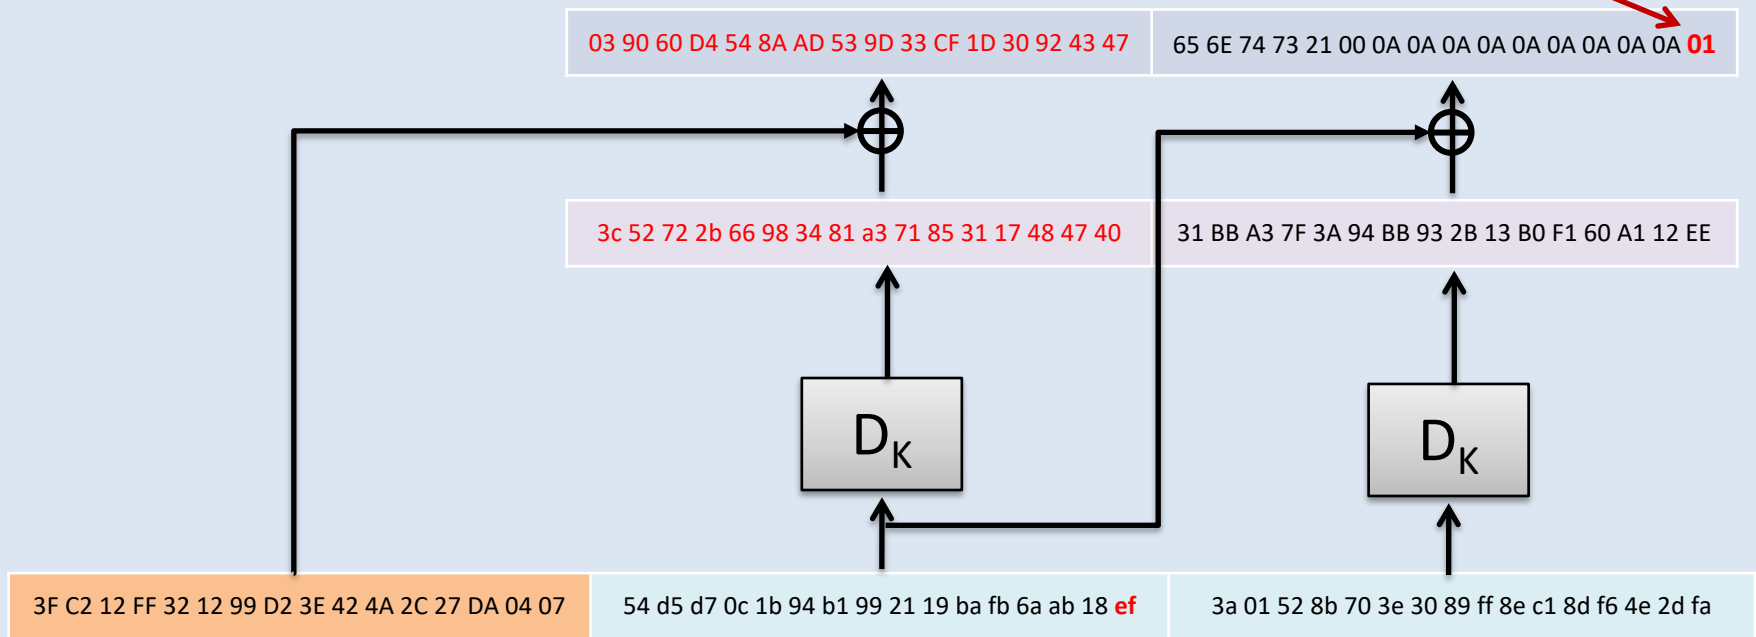 03 90 60 D4 54 8A AD 53 9D 33 CF 1D 30 92 43 47
65 6E 74 73 21 00 0A 0A 0A 0A 0A 0A 0A 0A 0A 01
3c 52 72 2b 66 98 34 81 a3 71 85 31 17 48 47 40
31 BB A3 7F 3A 94 BB 93 2B 13 B0 F1 60 A1 12 EE
DK
DK
3F C2 12 FF 32 12 99 D2 3E 42 4A 2C 27 DA 04 07
54 d5 d7 0c 1b 94 b1 99 21 19 ba fb 6a ab 18 ef
3a 01 52 8b 70 3e 30 89 ff 8e c1 8d f6 4e 2d fa